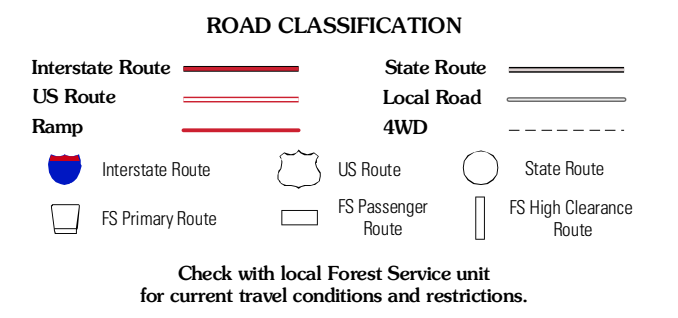 ROAD CLASSIFICATION
Interstate Route
State Route
US Route
Local Road
Ramp
4WD
Interstate Route
US Route
State Route
FS Primary Route
FS Passenger
Route
FS High Clearance
Route
Check with local Forest Service unit
for current travel conditions and restrictions.